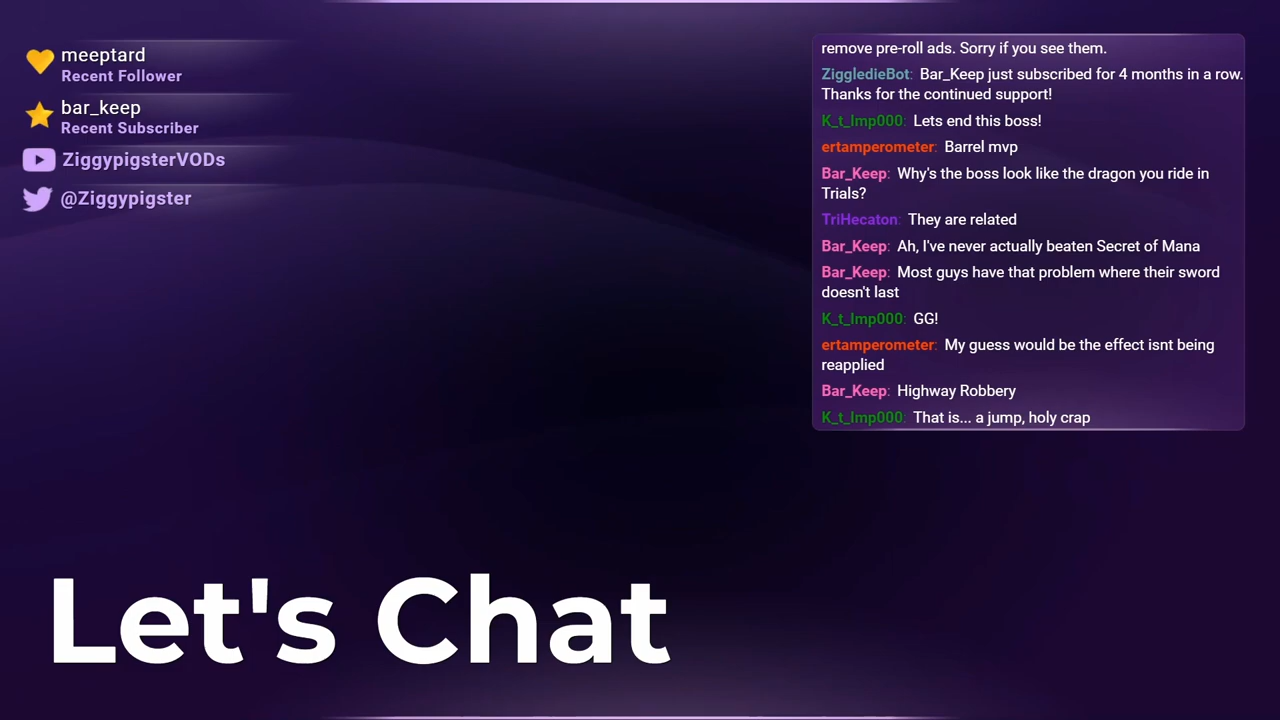 meeptard
Recent Follower
bar_keep
Recent Subscriber
ZiggypigsterVODs
@Ziggypigster
remove pre-roll ads. Sorry if you see them.
ZiggledieBot: Bar_Keep just subscribed for 4 months in a row.
Thanks for the continued support!
K_t_Imp000: Lets end this boss!
ertamperometer: Barrel mvp
Bar_Keep: Why's the boss look like the dragon you ride in
Trials?
TriHecaton: They are related
Bar_Keep: Ah, I've never actually beaten Secret of Mana
Bar_Keep: Most guys have that problem where their sword
doesn't last
K_t_Imp000: GG!
ertamperometer: My guess would be the effect isnt being
reapplied
Bar_Keep: Highway Robbery
K_t_Imp000: That is... a jump, holy crap
Let's Chat